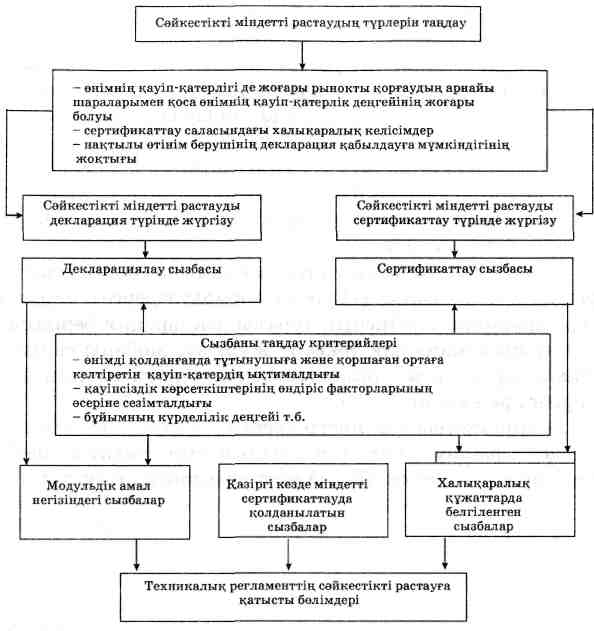 Сәйкестікті міндетті растаудың түрлерін таңдау
– өнімнің қауіп-қатерлігі де жоғары рынокты қорғаудың арнайы
шараларымен қоса өнімнің қауіп-қатерлік деңгейінің жоғары
болуы
– сертификаттау саласындағы халықаралық келісімдер
– нақтылы өтінім берушінің декларация қабылдауға мүмкіндігінің
жоқтығы
Сәйкестікті міндетті растауды
декларация түрінде жүргізу
Сәйкестікті міндетті растауды
сертификаттау түріңде жүргізу
Декларациялау сызбасы
Сертификаттау сызбасы
Сызбаны таңдау критерийлері
– өнімді қолданғанда тұтынушыға және қоршаған ортаға
келтіретін қауіп-қатердің ықтималдығы
– қауіпсіздік көрсеткіштерінің өндіріс факторларының
әсеріне сезімталдығы
– бұйымның күрделілік деңгейі т.б.
Модульдік амал
негізіндегі сызбалар
Қазіргі кезде міндетті
сертификаттауда
қолданылатын
сызбалар
Халықаралық
құжаттарда
белгіленген
сызбалар
Техникалық регламенттің сәйкестікті растауға
қатысты бөлімдері